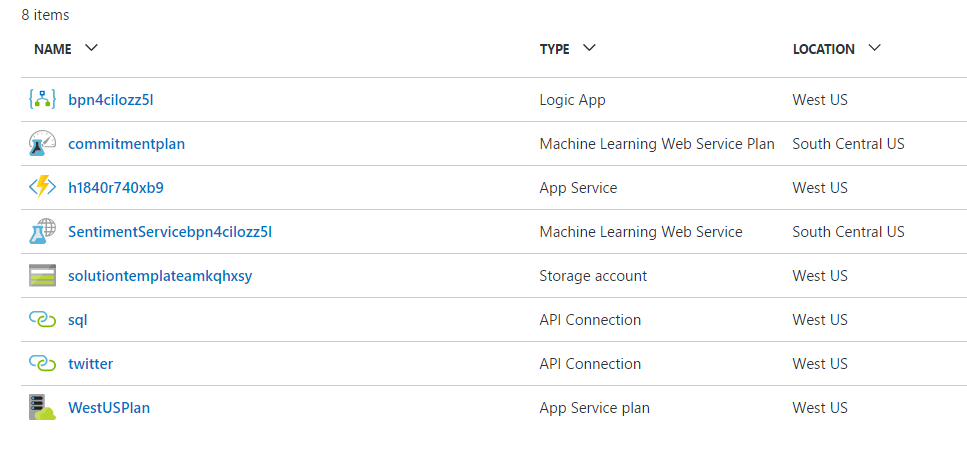 8 items
NAME TYPE LOCATION
bpn4cilozz5l Logic App West US
commitmentplan Machine Learning Web Service Plan South Central US
h1840r740xb9 App Service West US
SentimentServicebpn4cilozz5l Machine Learning Web Service South Central US
solutiontemplateamkqhxsy Storage account West US
sql API Connection West US
twitter API Connection West US
WestUSPlan App Service plan West US